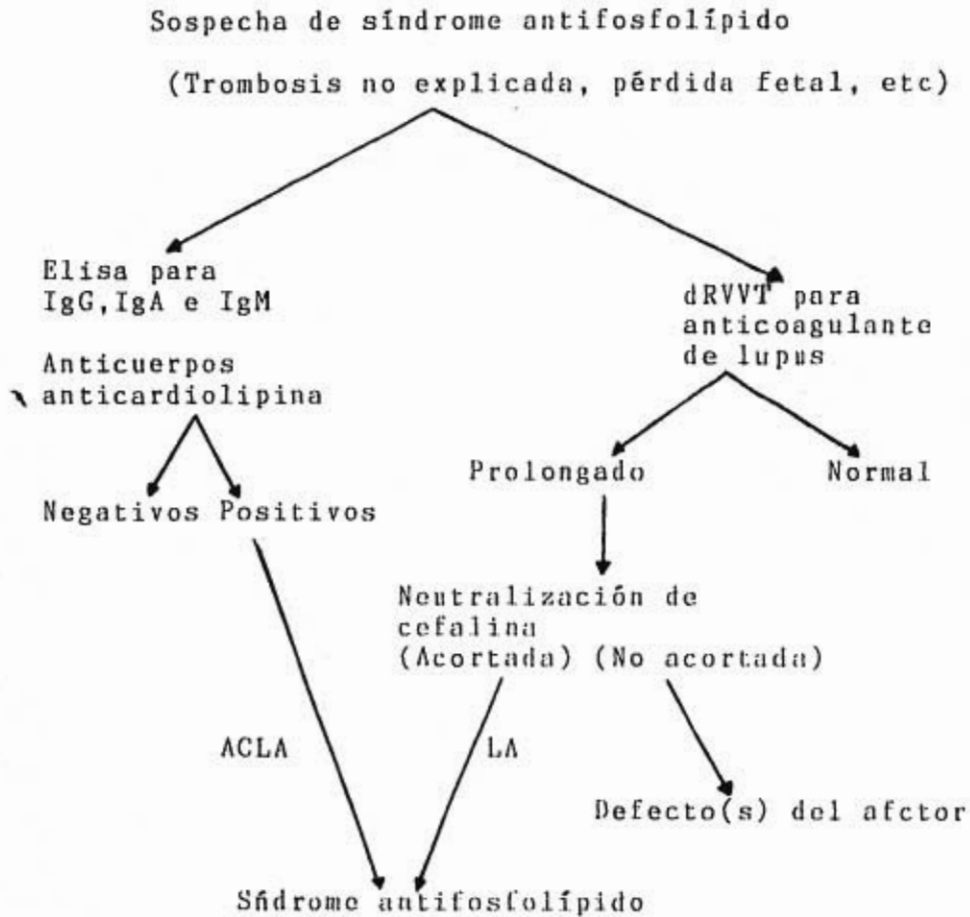 Sospecha de síndrome antifosfolípido
(Trombosis no explicada, pérdida fetal, etc)
Elisa para
IgG,IgA e IgM
Anticuerpos
anticardiolipina
Negativos Positivos
dRVVT para
anticoagulante
de lupus
Prolongado
Normal
Neutralización de
cefalina
(Acortada) (No acortada)
ACLA
LA
Defecto(s) del afctor
Sñdrome antifosfolípido